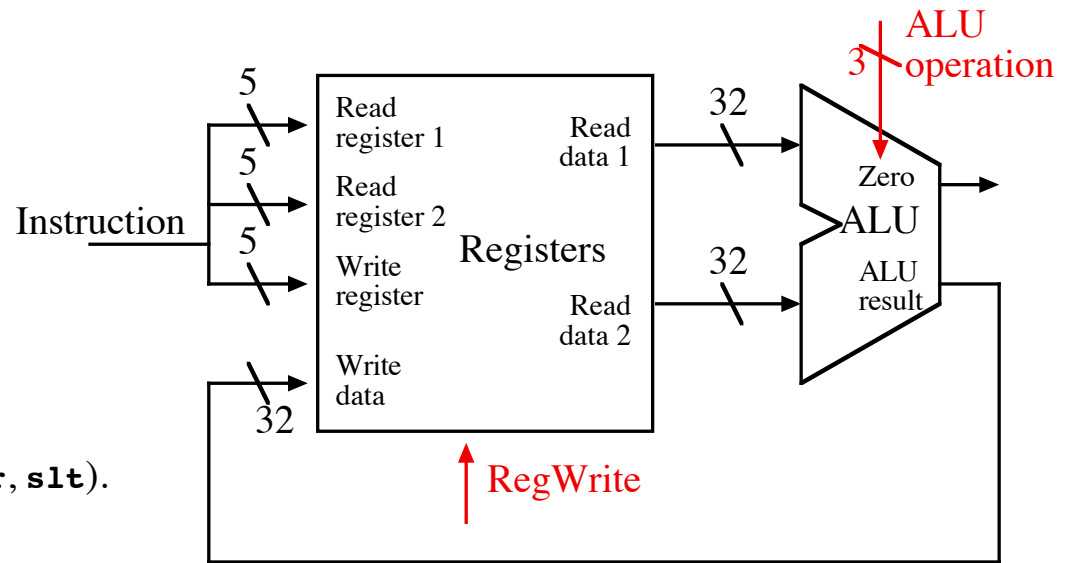 ALU
3 operation
5
32
Read
register 1
Read
data 1
5
Read
register 2
Zero
Instruction
5
ALU
Registers
32
Write
register
ALU
result
Read
data 2
Write
data
32
RegWrite
, slt).